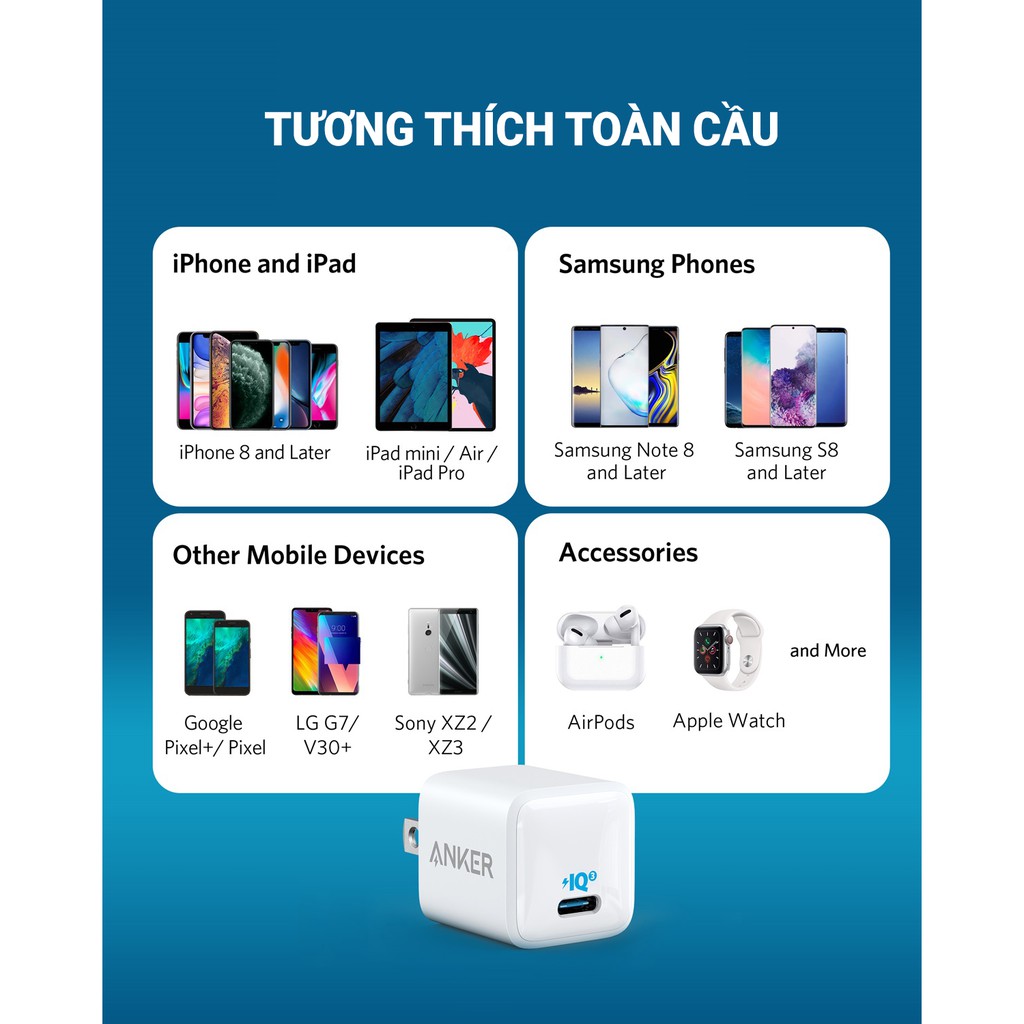 TƯƠNG THÍCH TOÀN CẦU
iPhone and iPad
iPhone 8 and Later
iPad mini / Air /
iPad Pro
Samsung Phones
Samsung Note 8
and Later
Samsung S8
and Later
Other Mobile Devices
Google
Pixel+/ Pixel
LG G7/
V30+
Sony XZ2 /
XZ3
Accessories
AirPods
Apple Watch
and More
ANKER
IQ3